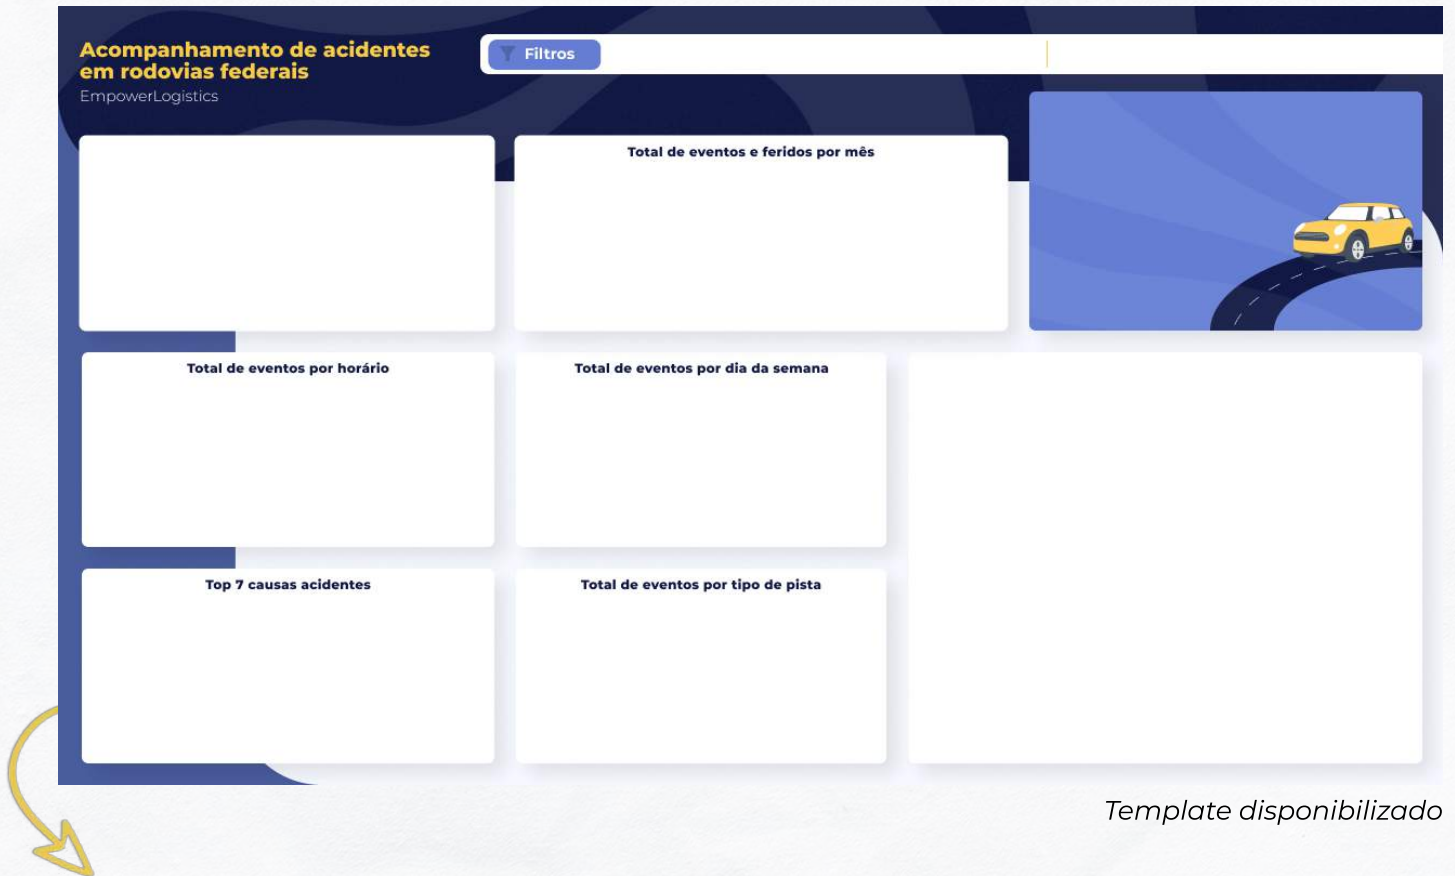 Acompanhamento de acidentes
em rodovias federais
EmpowerLogistics
Filtros
Total de eventos e feridos por mês
Total de eventos por horário
Total de eventos por dia da semana
Top 7 causas acidentes
Total de eventos por tipo de pista
Template disponibilizado